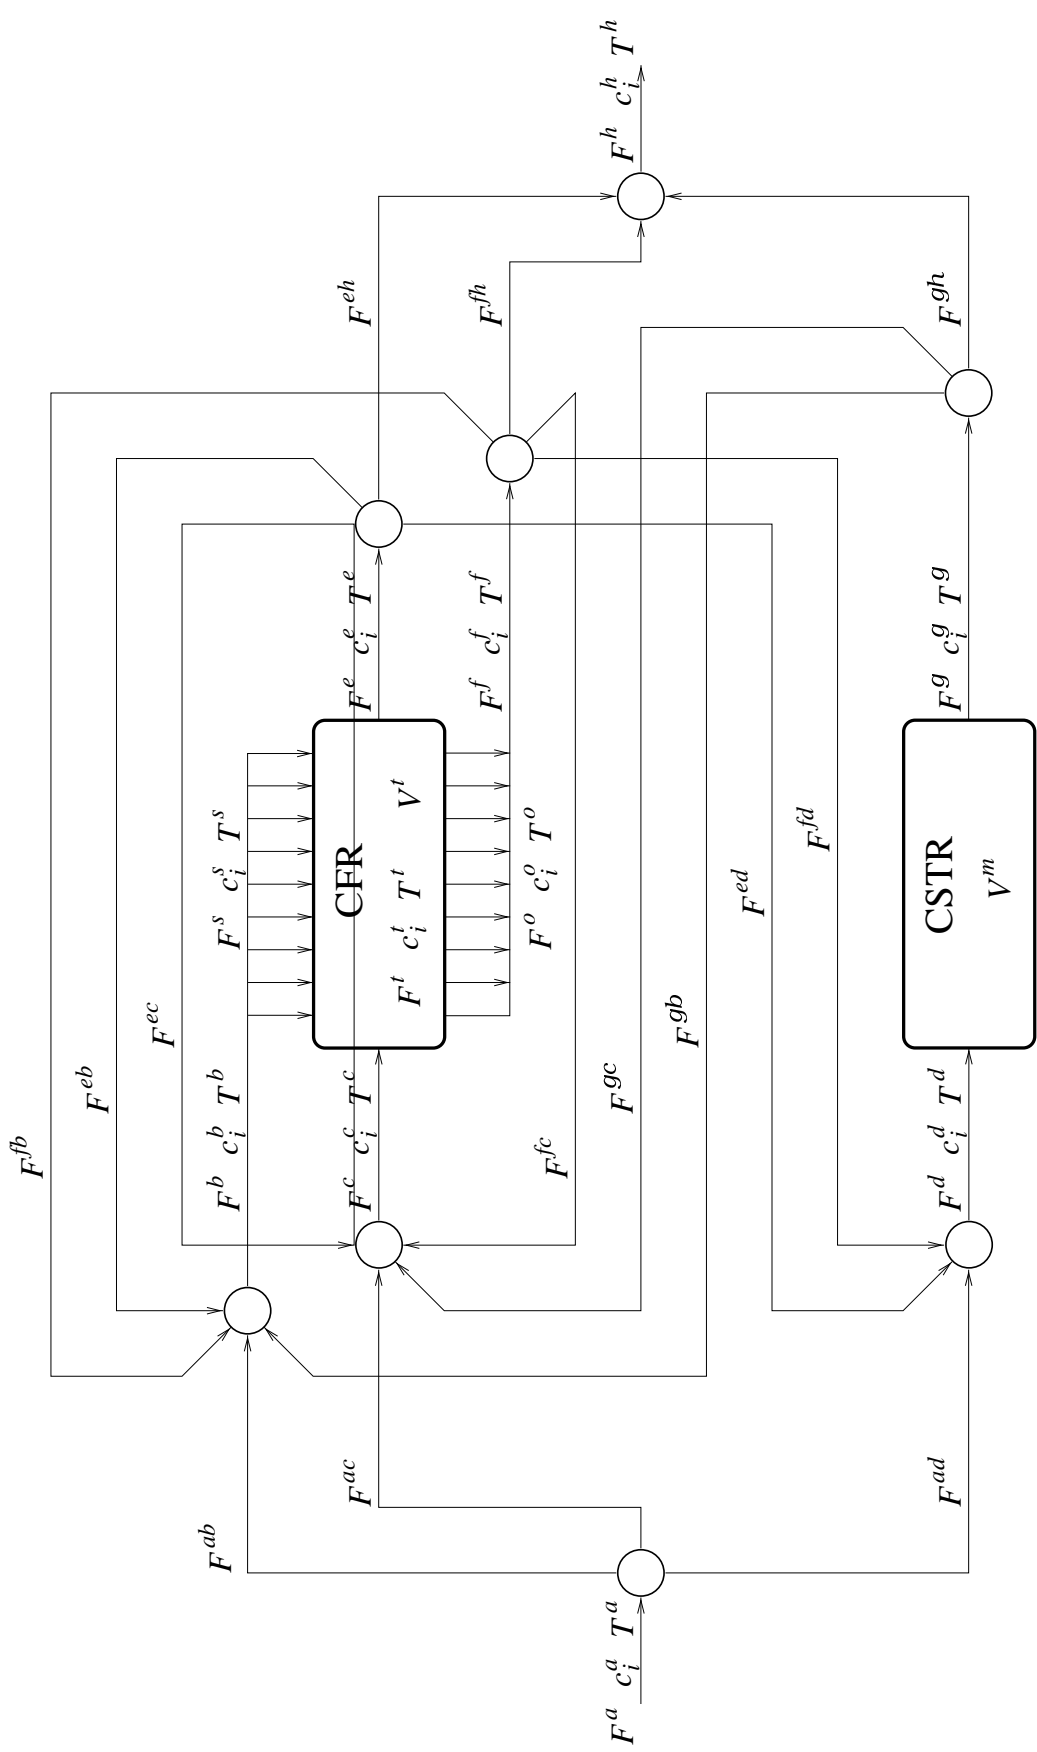 F^{fb}
F^{eb}
F^{ec}
F^{ab}
F^b c_i^b T^b
F^s c_i^s T^s
F^{ac}
F^c c_i^c T^c
CFR
F^e c_i^e T^e
F^{eh}
F^t c_i^t T^t V^t
F^f c_i^f T^f
F^{fh}
F^o c_i^o T^o
F^{fc}
F^a c_i^a T^a
F^{gc}
F^h c_i^h T^h
F^{gb}
F^{ed}
F^{fd}
F^{ad}
F^d c_i^d T^d
CSTR
F^g c_i^g T^g
F^{gh}
V^m